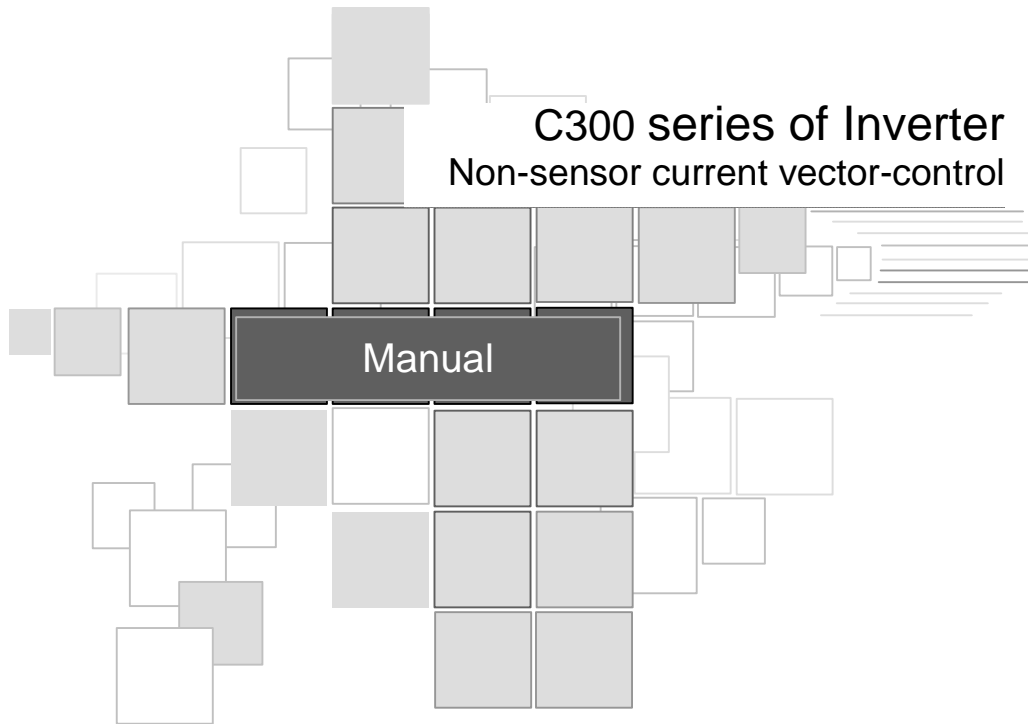 C300 series of Inverter
Non-sensor current vector-control
Manual